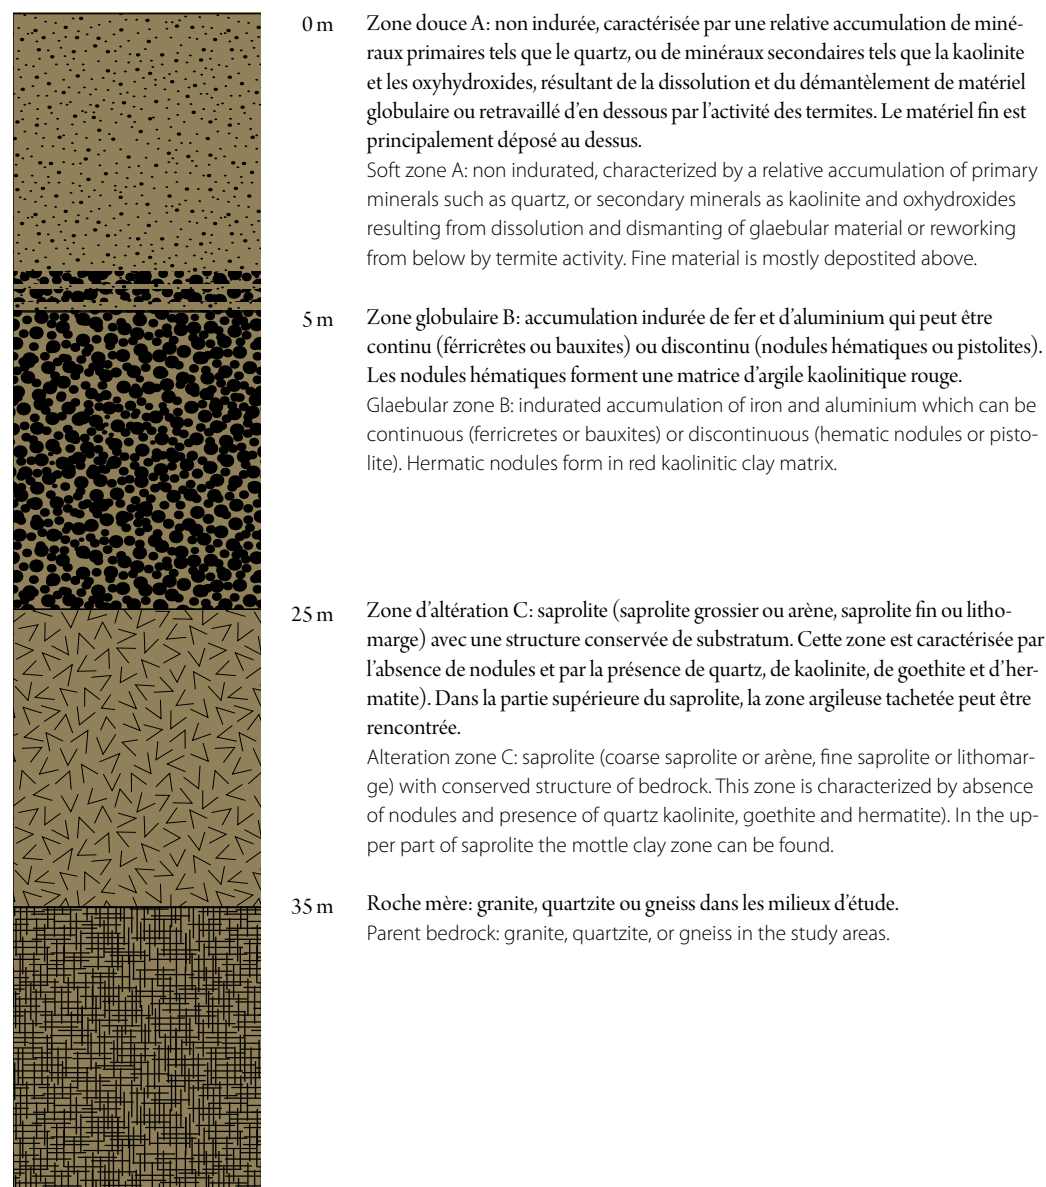 0 m
Zone douce A: non indurée, caractérisée par une relative accumulation de miné-
raux primaires tels que le quartz, ou de minéraux secondaires tels que la kaolinite
et les oxyhydroxides, résultant de la dissolution et du démantèlement de matériel
globulaire ou retravaillé d'en dessous par l'activité des termites. Le matériel fin est
principalement déposé au dessus.
Soft zone A: non indurated, characterized by a relative accumulation of primary
minerals such as quartz, or secondary minerals as kaolinite and oxhydroxides
resulting from dissolution and dismanting of glaebular material or reworking
from below by termite activity. Fine material is mostly depostited above.
5 m
Zone globulaire B: accumulation indurée de fer et d'aluminium qui peut être
continu (férricrêtes ou bauxites) ou discontinu (nodules hématiques ou pistolites).
Les nodules hématiques forment une matrice d'argile kaolinitique rouge.
Glaebular zone B: indurated accumulation of iron and aluminium which can be
continuous (ferricretes or bauxites) or discontinuous (hematic nodules or pisto-
lite). Hermatic nodules form in red kaolinitic clay matrix.
25 m
Zone d'altération C: saprolite (saprolite grossier ou arène, saprolite fin ou litho-
marge) avec une structure conservée de substratum. Cette zone est caractérisée par
l'absence de nodules et par la présence de quartz, de kaolinite, de goethite et d'her-
matite). Dans la partie supérieure du saprolite, la zone argileuse tachetée peut être
rencontrée.
Alteration zone C: saprolite (coarse saprolite or arène, fine saprolite or lithomar-
ge) with conserved structure of bedrock. This zone is characterized by absence
of nodules and presence of quartz kaolinite, goethite and hermatite). In the up-
per part of saprolite the mottle clay zone can be found.
35 m
Roche mère: granite, quartzite ou gneiss dans les milieux d'étude.
Parent bedrock: granite, quartzite, or gneiss in the study areas.